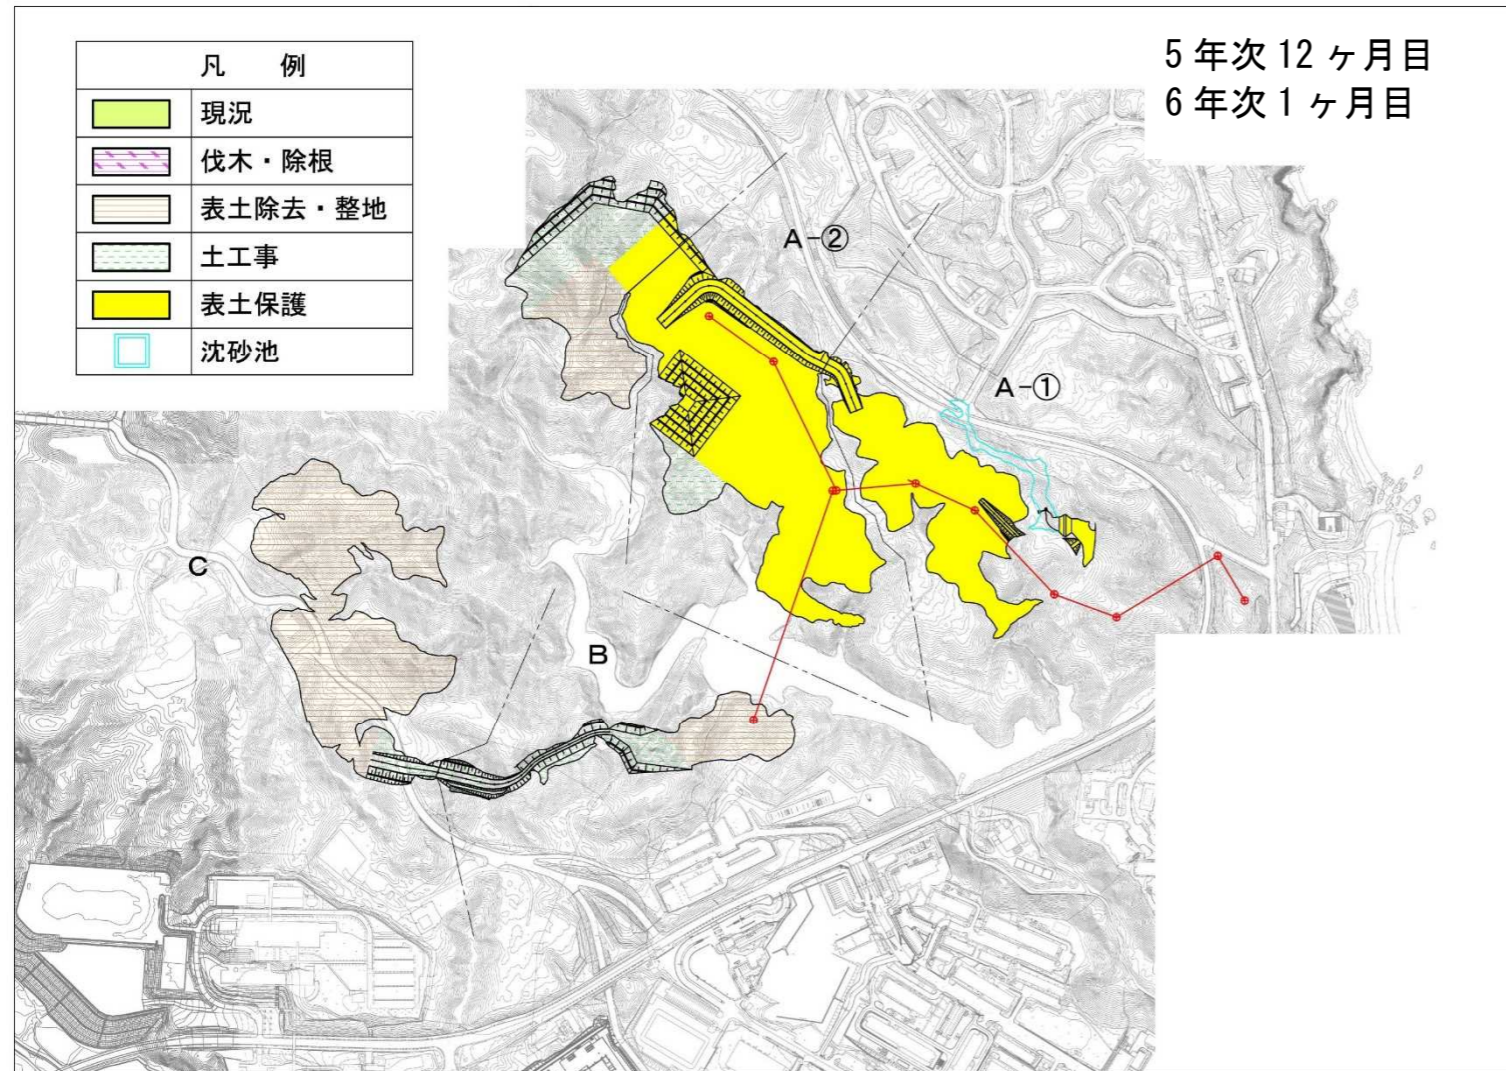 5年次12ヶ月目
6年次1ヶ月目
凡 例
現況
伐木・除根
表土除去・整地
土工事
表土保護
沈砂池
A-②
A-①
C
B